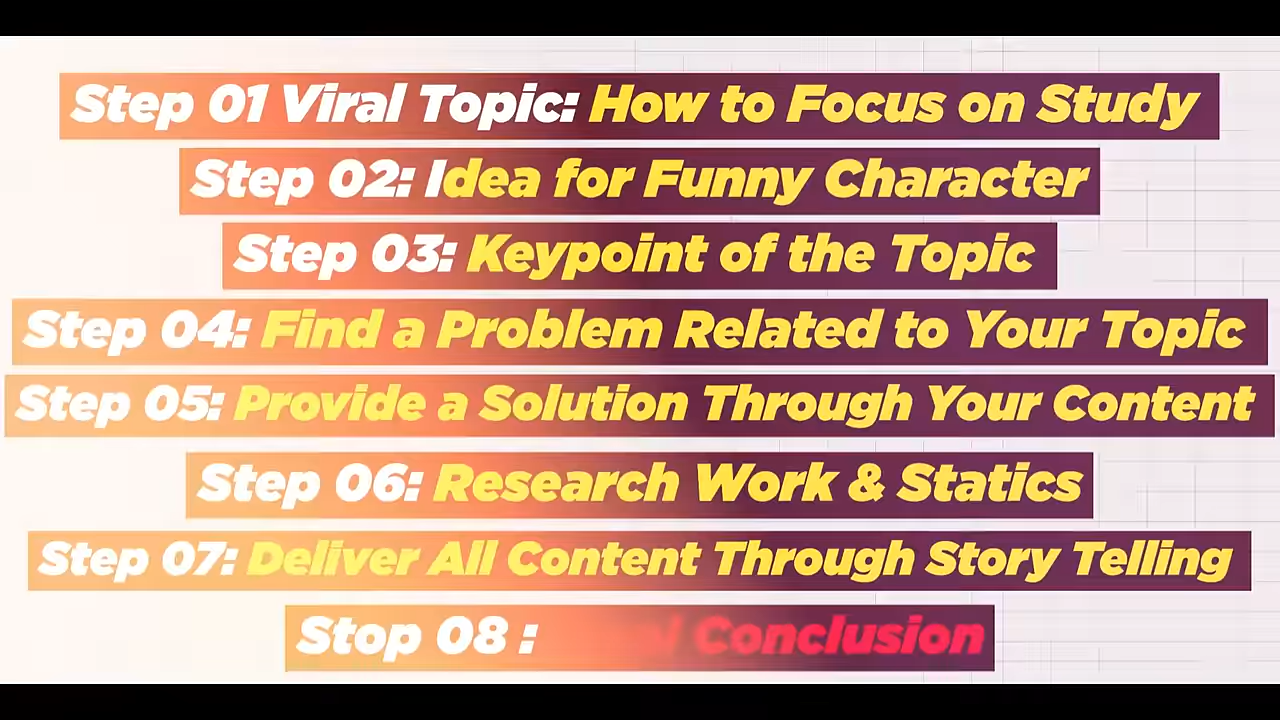 Step 01 Viral Topic: How to Focus on Study
Step 02: Idea for Funny Character
Step 03: Keypoint of the Topic
Step 04: Find a Problem Related to Your Topic
Step 05: Provide a Solution Through Your Content
Step 06: Research Work & Statics
Step 07: Deliver All Content Through Story Telling
Stop 08 : Conclusion